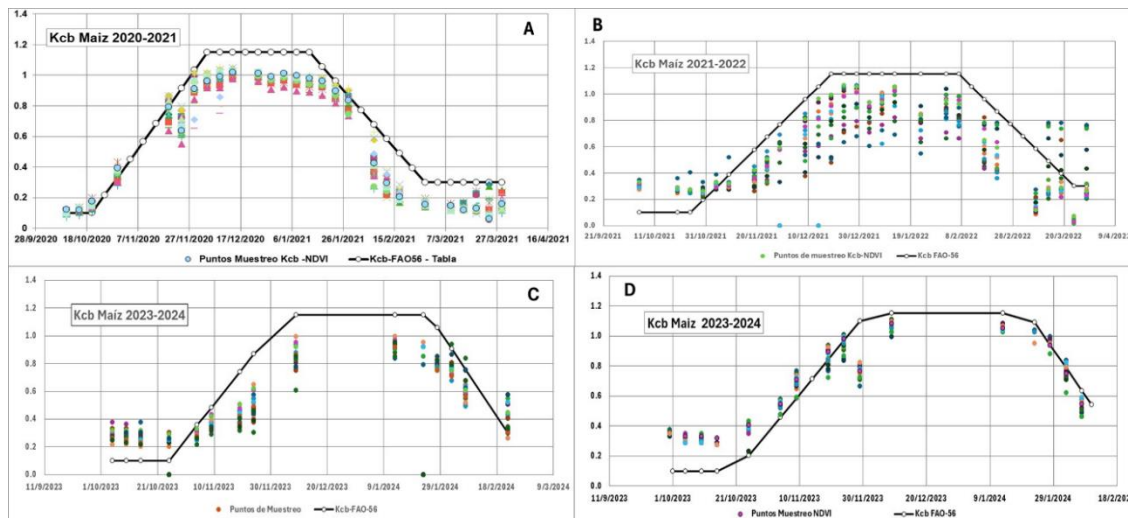 A
Kcb Maiz 2020-2021
1.4
1.2
1
0.8
0.6
0.4
0.2
0
28/9/2020 18/10/2020 7/11/2020 27/11/2020 17/12/2020 6/1/2021 26/1/2021 15/2/2021 7/3/2021 27/3/2021 16/4/2021
Puntos Muestreo Kcb -NDVI Kcb-FAO56 - Tabla
B
Kcb Maíz 2021-2022
1.4
1.2
1.0
0.8
0.6
0.4
0.2
0.0
21/9/2021 11/10/2021 31/10/2021 20/11/2021 10/12/2021 30/12/2021 19/1/2022 8/2/2022 28/2/2022 20/3/2022 9/4/2022
Puntos de muestreo Kcb-NDVI Kcb FAO-56
C
Kcb Maíz 2023-2024
1.4
1.2
1.0
0.8
0.6
0.4
0.2
0.0
11/9/2023 1/10/2023 21/10/2023 10/11/2023 30/11/2023 20/12/2023 9/1/2024 29/1/2024 18/2/2024 9/3/2024
Puntos de Muestreo Kcb-FAO-56
D
Kcb Maiz 2023-2024
1.4
1.2
1.0
0.8
0.6
0.4
0.2
0.0
11/9/2023 1/10/2023 21/10/2023 10/11/2023 30/11/2023 20/12/2023 9/1/2024 29/1/2024 18/2/202
Puntos Muestreo NDVI Kcb FAO-56